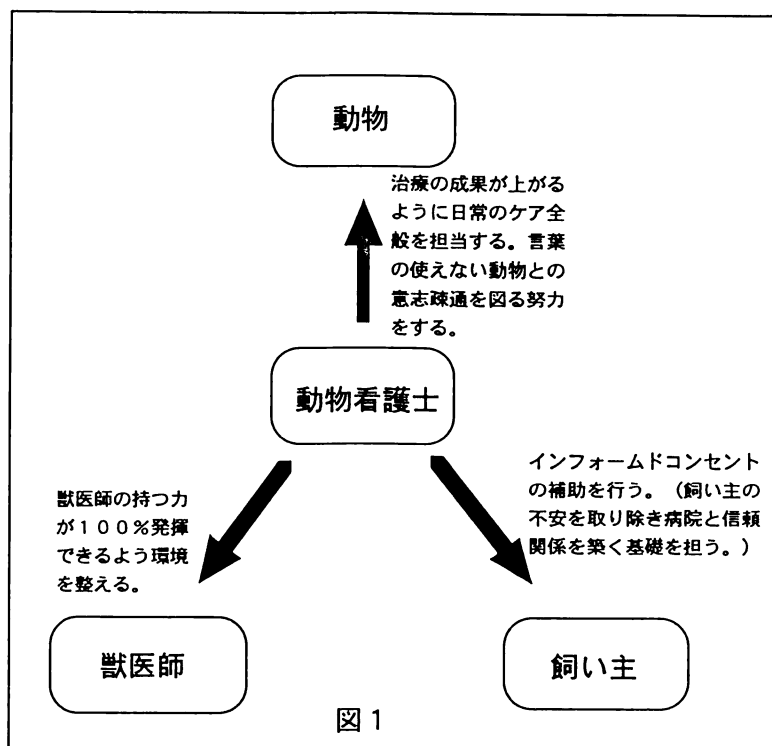 動物
治療の成果が上がる
ように日常のケア全
般を担当する。言葉
の使えない動物との
意志疎通を図る努力
をする。
動物看護士
獣医師の持つ力
が１００％発揮
できるよう環境
を整える。
インフォームドコンセント
の補助を行う。（飼い主の
不安を取り除き病院と信頼
関係を築く基礎を担う。）
獣医師
飼い主
図１